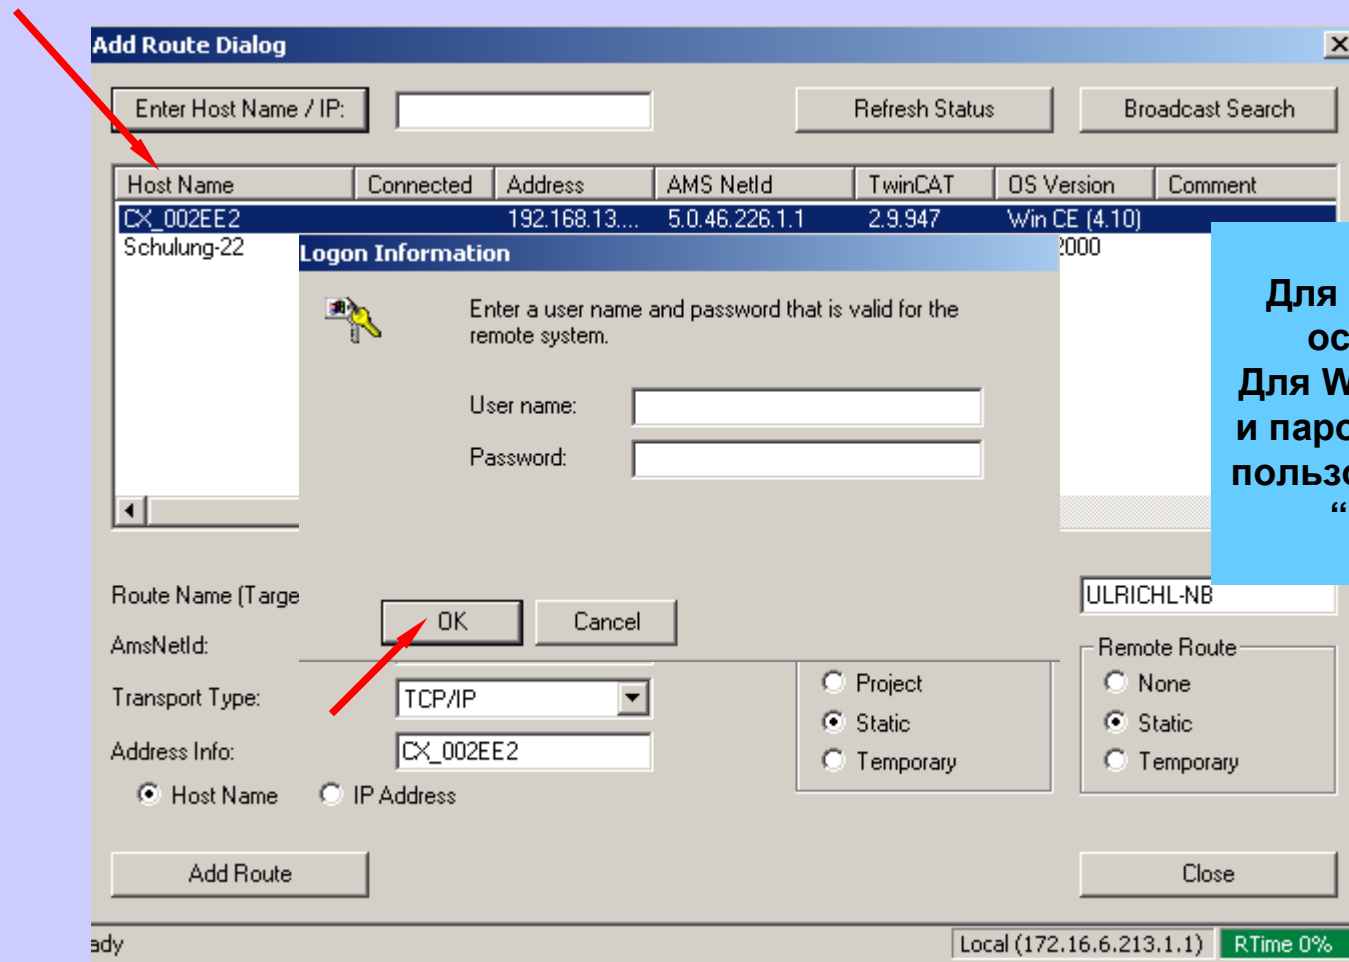 Add Route Dialog
Enter Host Name / IP:
Refresh Status
Broadcast Search
Host Name Connected Address AMS NetId TwinCAT OS Version Comment
CX_002EE2 192.168.13.... 5.0.46.226.1.1 2.9.947 Win CE (4.10)
Schulung-22 2000
Logon Information
Enter a user name and password that is valid for the
remote system.
User name:
Password:
OK
Cancel
Для
ос
Для W
и паро
пользо
“
Route Name (Targe
ULRICHL-NB
AmsNetId:
Transport Type: TCP/IP
Address Info: CX_002EE2
Host Name IP Address
Project
Static
Temporary
Remote Route
None
Static
Temporary
Add Route
Close
ady
Local (172.16.6.213.1.1) RTime 0%